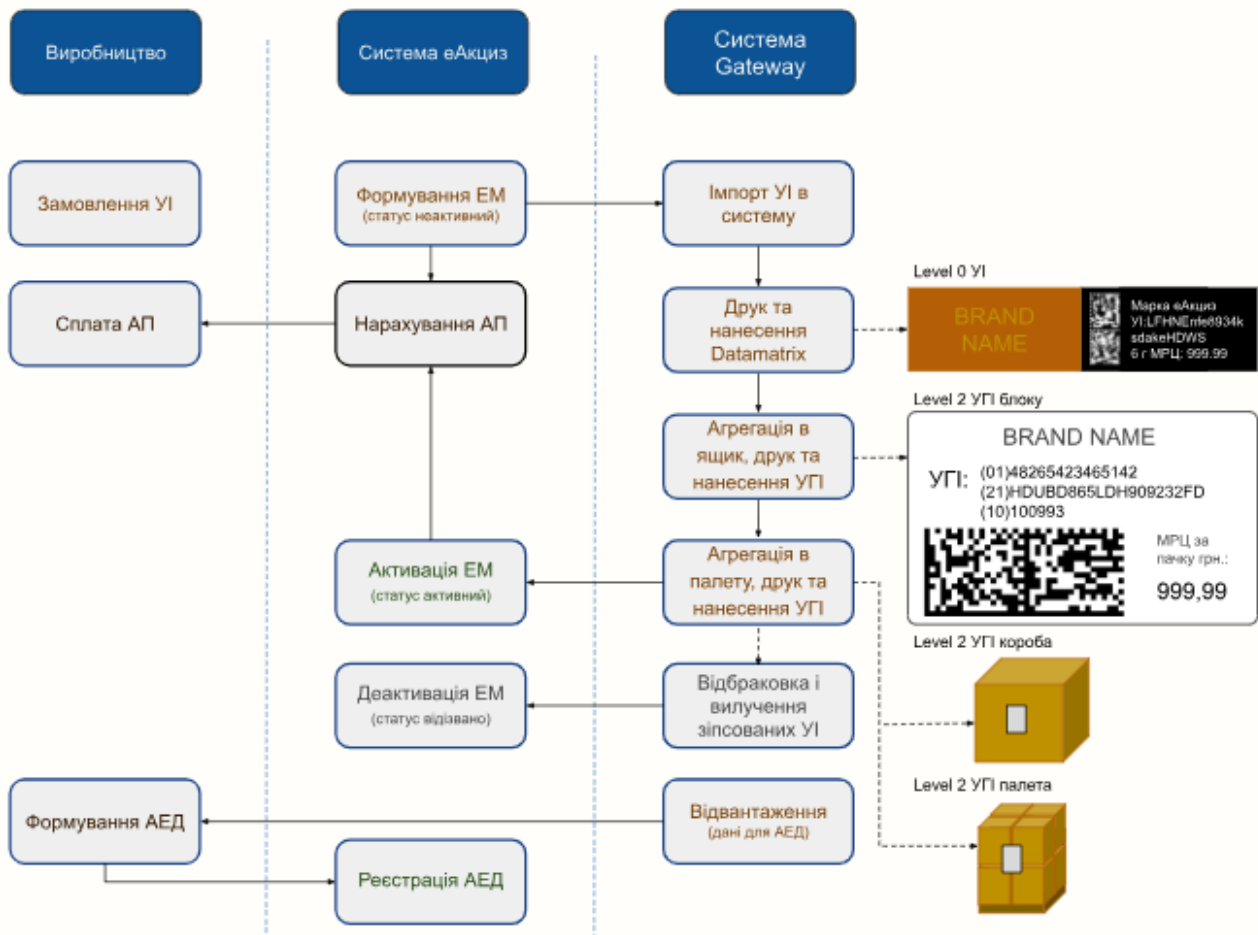 Виробництво
Система еАкциз
Система
Gateway
Замовлення УІ
Формування ЕМ
(статус неактивний)
Імпорт УІ в
систему
Сплата АП
Нарахування АП
Друк та
нанесення
Datamatrix
Level 0 УІ
BRAND
NAME
Марка еАкциз
УІ:LFHNEnfe8934k
sdakeHDWS
6 г МРЦ: 999.99
Агрегація в
ящик, друк та
нанесення УГІ
Level 2 УГІ блоку
BRAND NAME
УГІ:
(01)48265423465142
(21)HDUBD865LDH909232FD
(10)100993
МРЦ за
пачку грн.:
999,99
Активація ЕМ
(статус активний)
Агрегація в
палету, друк та
нанесення УГІ
Деактивація ЕМ
(статус відізвано)
Відбраковка і
вилучення
зіпсованих УІ
Level 2 УГІ короба
Формування АЕД
Відвантаження
(дані для АЕД)
Level 2 УГІ палета
Реєстрація АЕД